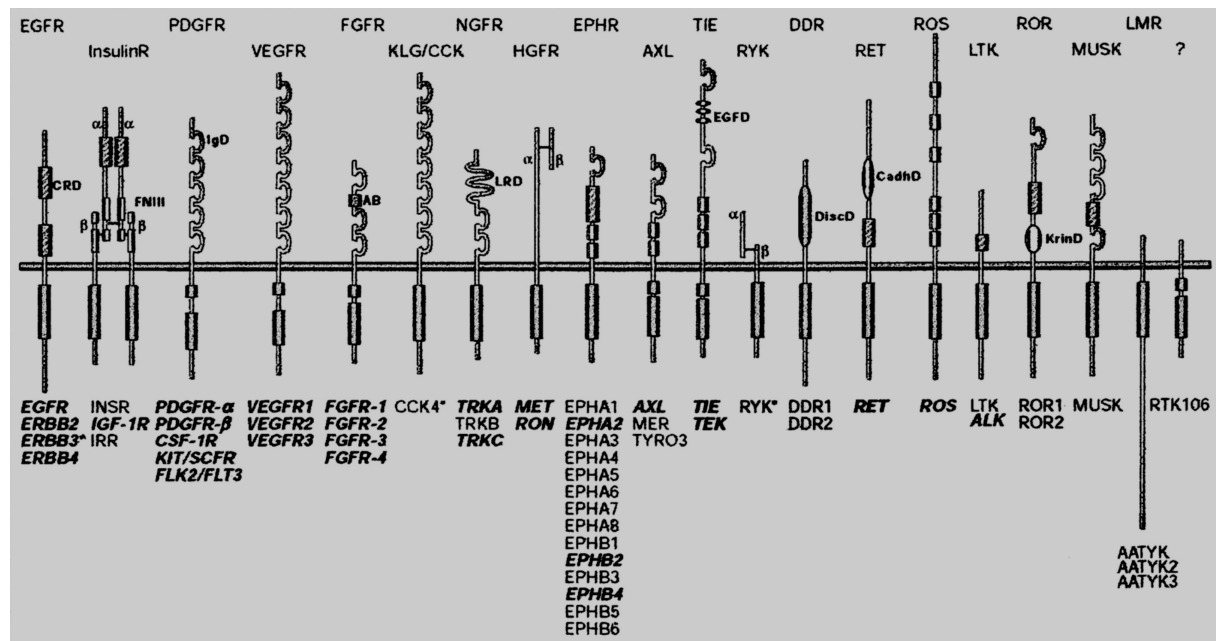 EGFR PDGFR FGFR NGFR EPHR TIE DDR ROS ROR LMR
InsulinR VEGFR KLG/CCK HGFR AXL RYK RET LTK MUSK ?
α α
IgD
EGFD
α β
CRD
FNIII
AB
LRD
CadhD
DiscD
α
β β
β
KrinD
EGFR
ERBB2
ERBB3*
ERBB4
INSR
IGF-1R
IRR
PDGFR-α
PDGFR-β
CSF-1R
KIT/SCFR
FLK2/FLT3
VEGFR1
VEGFR2
VEGFR3
FGFR-1
FGFR-2
FGFR-3
FGFR-4
CCK4*
TRKA
TRKB
TRKC
MET
RON
EPHA1
EPHA2
EPHA3
EPHA4
EPHA5
EPHA6
EPHA7
EPHA8
EPHB1
EPHB2
EPHB3
EPHB4
EPHB5
EPHB6
AXL
MER
TYRO3
TIE
TEK
RYK*
DDR1
DDR2
RET
ROS
LTK
ALK
ROR1
ROR2
MUSK
AATYK
AATYK2
AATYK3
RTK106